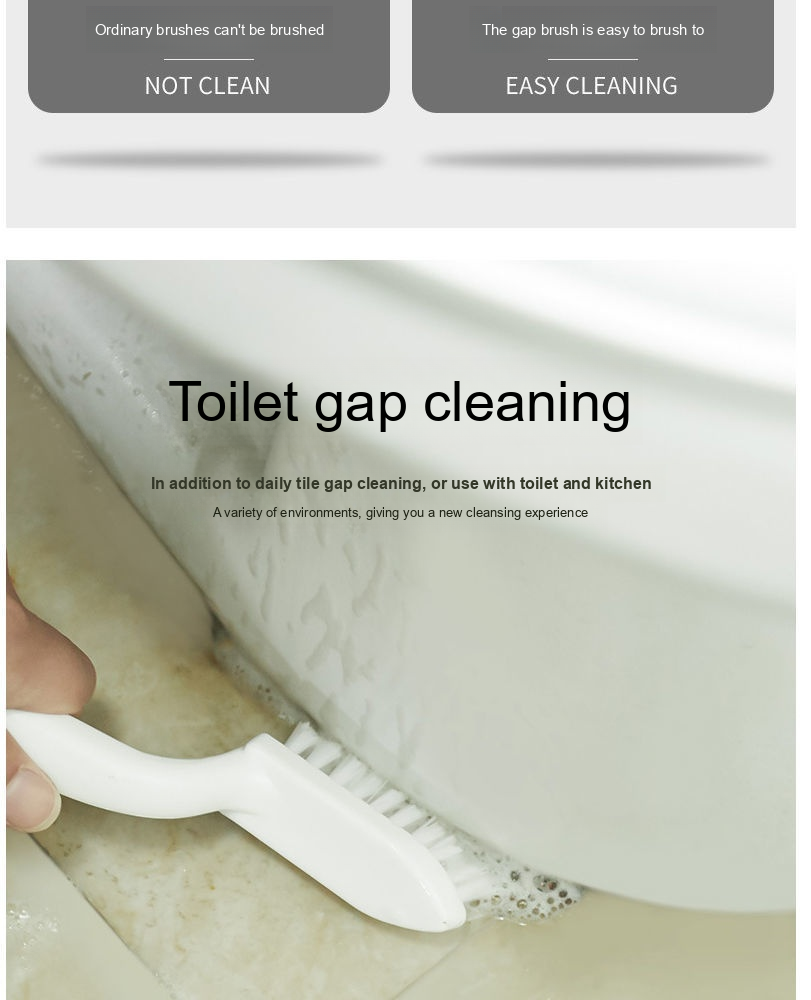 Ordinary brushes can't be brushed
NOT CLEAN
The gap brush is easy to brush to
EASY CLEANING
Toilet gap cleaning
In addition to daily tile gap cleaning, or use with toilet and kitchen
A variety of environments, giving you a new cleansing experience